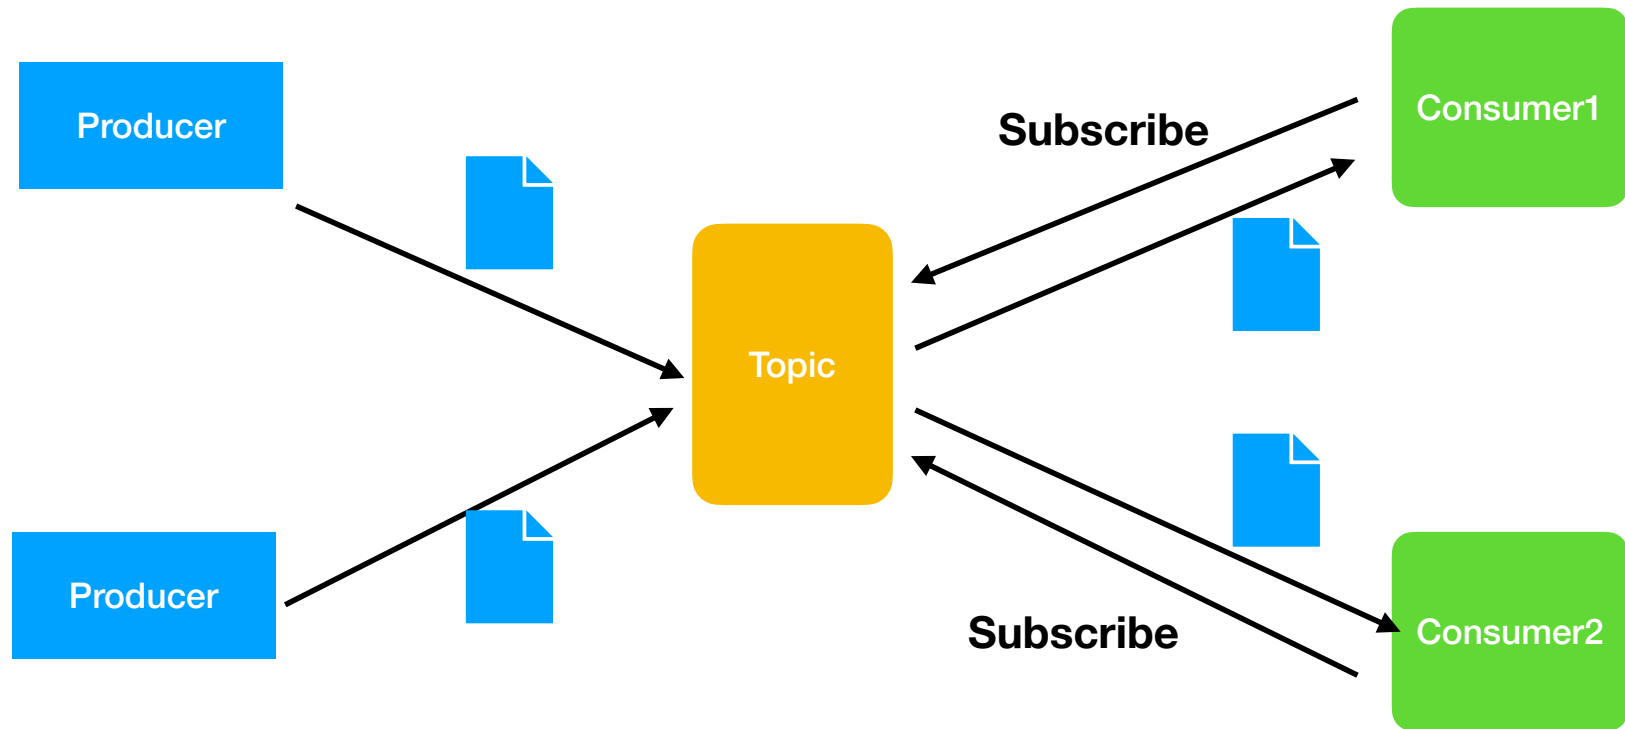 Producer
Subscribe
Consumer1
Topic
Producer
Subscribe
Consumer2